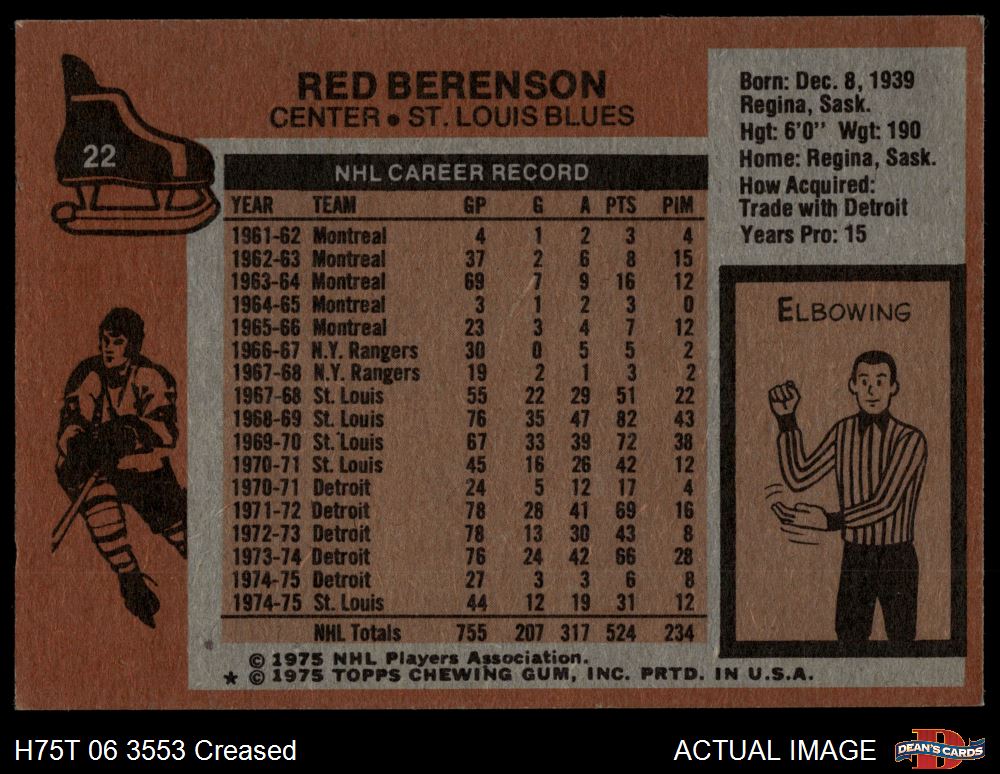 22
RED BERENSON
CENTER • ST. LOUIS BLUES
NHL CAREER RECORD
YEAR TEAM GP G A PTS PIM
1961-62 Montreal 4 1 2 3 4
1962-63 Montreal 37 2 6 8 15
1963-64 Montreal 69 7 9 16 12
1964-65 Montreal 3 1 2 3 0
1965-66 Montreal 23 3 4 7 12
1966-67 N.Y. Rangers 30 0 5 5 2
1967-68 N.Y. Rangers 19 2 1 3 2
1967-68 St. Louis 55 22 29 51 22
1968-69 St. Louis 76 35 47 82 43
1969-70 St. Louis 67 33 39 72 38
1970-71 St. Louis 45 16 26 42 12
1970-71 Detroit 24 5 12 17 4
1971-72 Detroit 78 28 41 69 16
1972-73 Detroit 78 13 30 43 8
1973-74 Detroit 76 24 42 66 28
1974-75 Detroit 27 3 3 6 8
1974-75 St. Louis 44 12 19 31 12
NHL Totals 755 207 317 524 234
© 1975 NHL Players Association.
★ © 1975 TOPPS CHEWING GUM, INC. PRTD. IN U.S.A.
Born: Dec. 8, 1939
Regina, Sask.
Hgt: 6'0" Wgt: 190
Home: Regina, Sask.
How Acquired:
Trade with Detroit
Years Pro: 15
ELBOWING
H75T 06 3553 Creased
ACTUAL IMAGE
D
DEAN'S CARDS